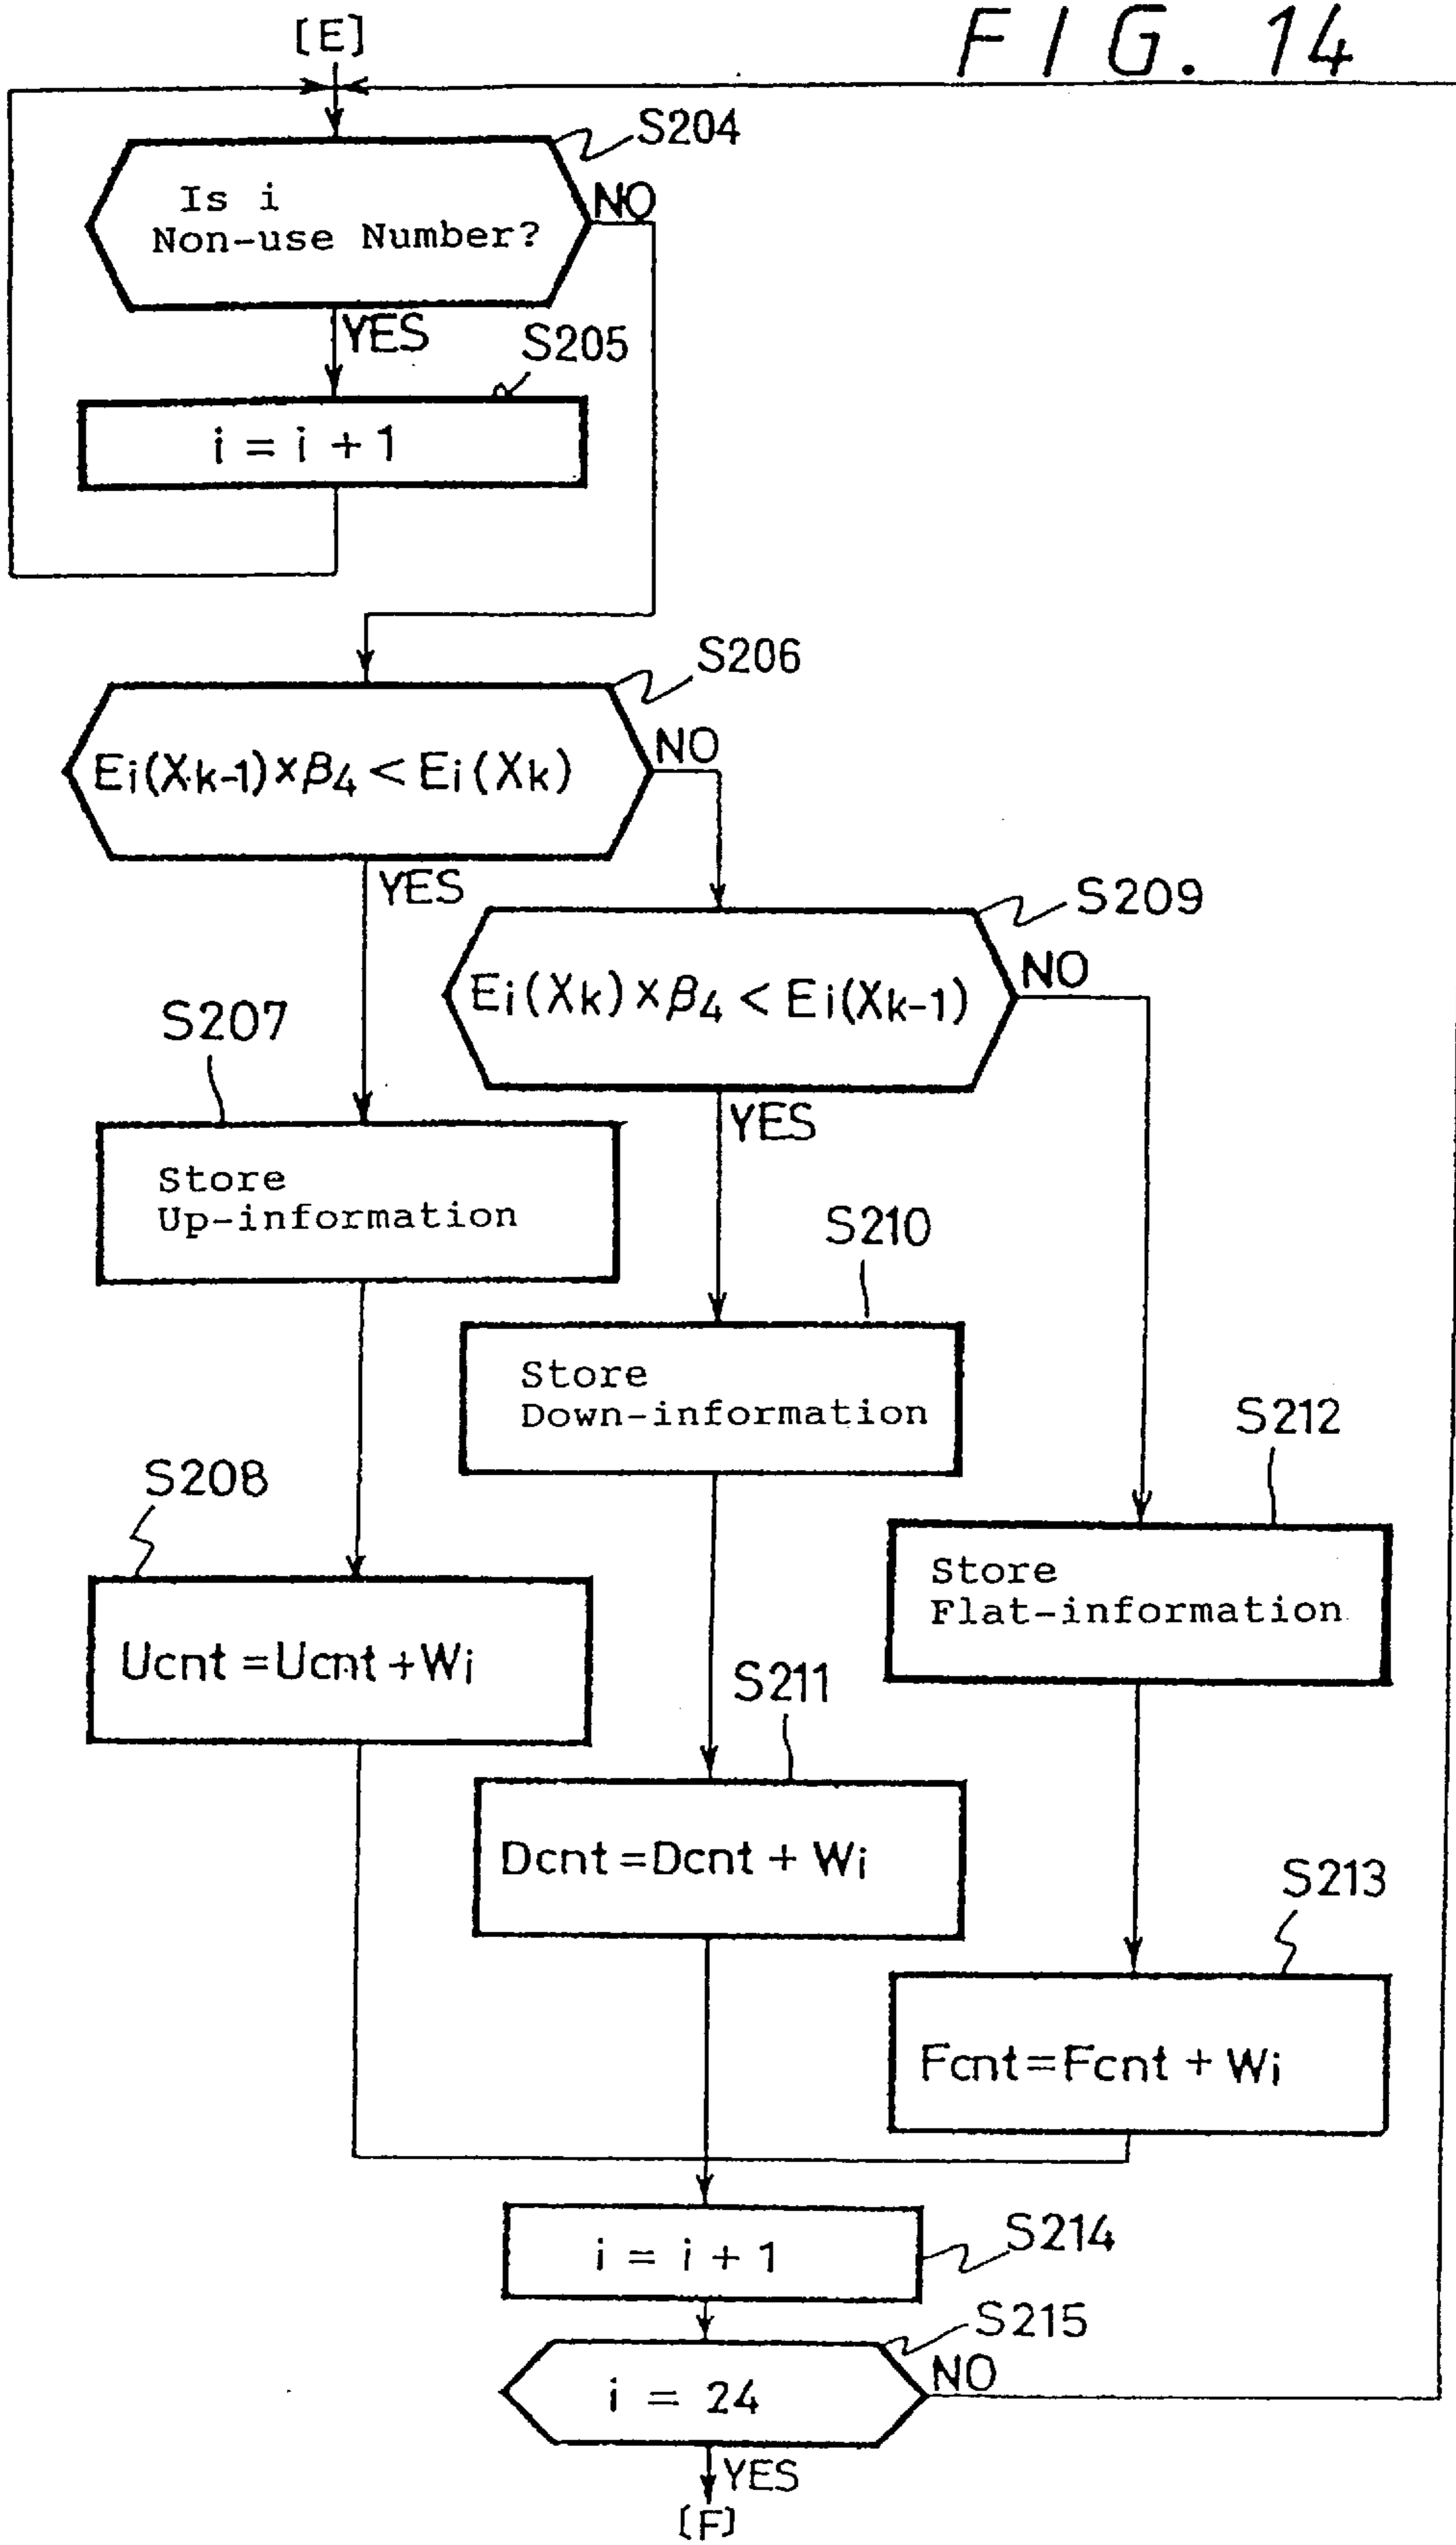 FIG. 14
[E]
S204
Is i
Non-use Number?
NO
YES
S205
i = i + 1
S206
Ei(Xk-1)×β4 < Ei(Xk)
NO
YES
S209
Ei(Xk)×β4 < Ei(Xk-1)
NO
S207
YES
Store
Up-information
S210
Store
Down-information
S212
S208
Store
Flat-information
Ucnt = Ucnt + Wi
S211
Dcnt = Dcnt + Wi
S213
Fcnt = Fcnt + Wi
i = i + 1
S214
S215
i = 24
NO
YES
[F]